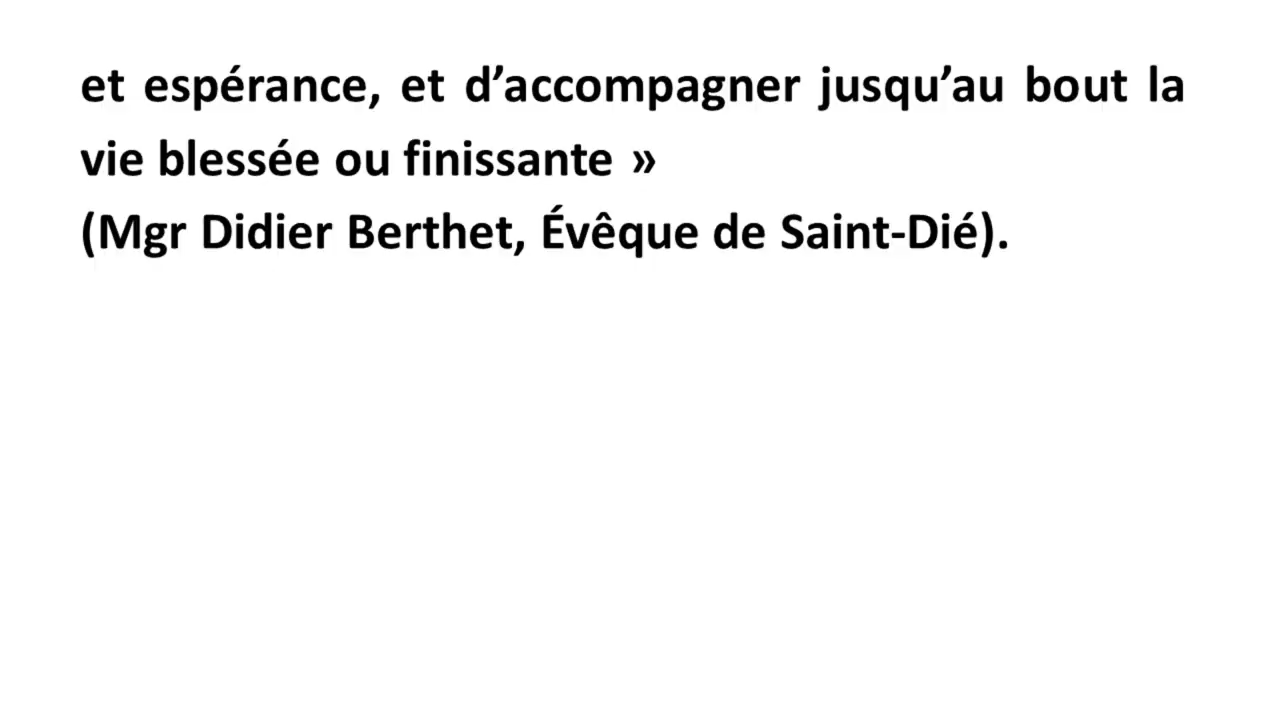 et espérance, et d’accompagner jusqu’au bout la
vie blessée ou finissante »
(Mgr Didier Berthet, Évêque de Saint-Dié).